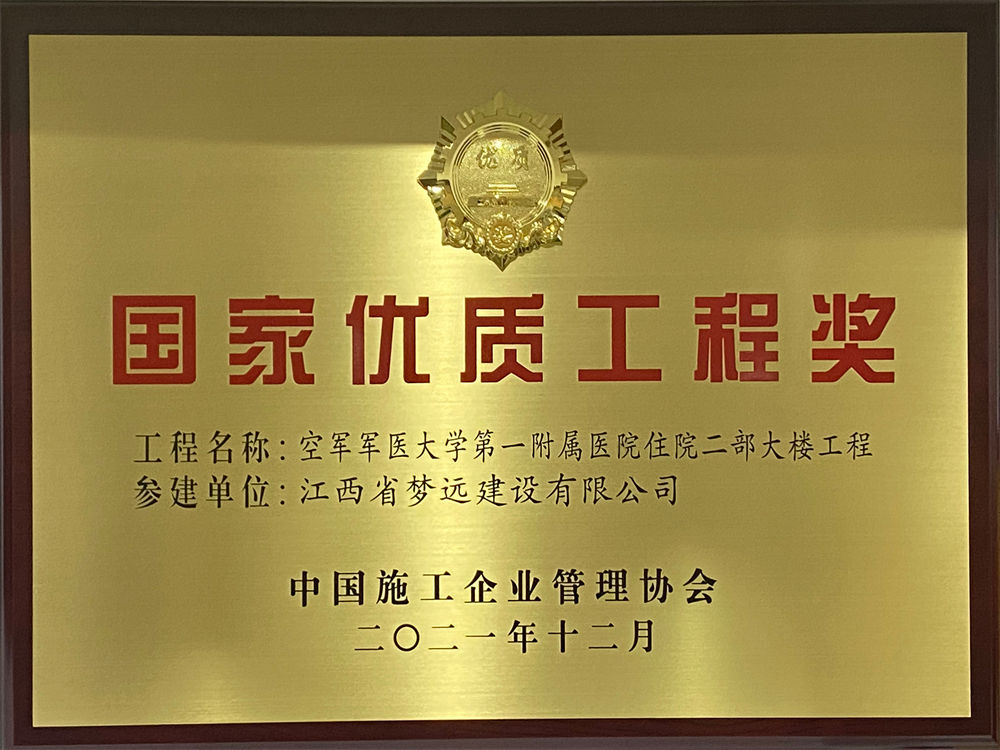 优质
国家优质工程奖
工程名称:空军军医大学第一附属医院住院二部大楼工程
参建单位:江西省梦远建设有限公司
中国施工企业管理协会
二〇二一年十二月